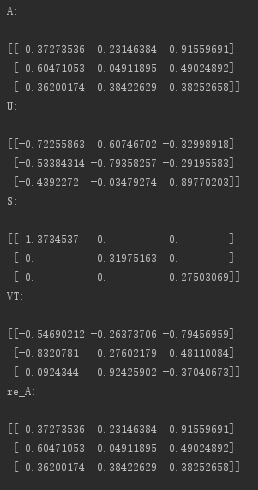 A:
[[ 0.37273536 0.23146384 0.91559691]
[ 0.60471053 0.04911895 0.49024892]
[ 0.36200174 0.38422629 0.38252658]]
U:
[[-0.72255863 0.60746702 -0.32998918]
[-0.53384314 -0.79358257 -0.29195583]
[-0.4392272 -0.03479274 0.89770203]]
S:
[[ 1.3734537 0. 0. ]
[ 0. 0.31975163 0. ]
[ 0. 0. 0.27503069]]
VT:
[[-0.54690212 -0.26373706 -0.79456959]
[-0.8320781 0.27602179 0.48110084]
[ 0.0924344 0.92425902 -0.37040673]]
re_A:
[[ 0.37273536 0.23146384 0.91559691]
[ 0.60471053 0.04911895 0.49024892]
[ 0.36200174 0.38422629 0.38252658]]